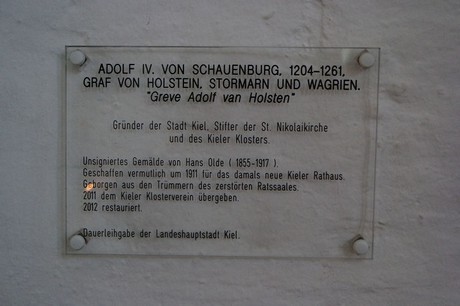 ADOLF IV. VON SCHAUENBURG, 1204-1261,
GRAF VON HOLSTEIN, STORMARN UND WAGRIEN.
"Greve Adolf van Holsten"
Gründer der Stadt Kiel, Stifter der St. Nikolaikirche
und des Kieler Klosters.
Unsigniertes Gemälde von Hans Olde ( 1855-1917 ).
Geschaffen vermutlich um 1911 für das damals neue Kieler Rathaus.
Geborgen aus den Trümmern des zerstörten Ratssaales.
2011 dem Kieler Klosterverein übergeben.
2012 restauriert.
Dauerleihgabe der Landeshauptstadt Kiel.